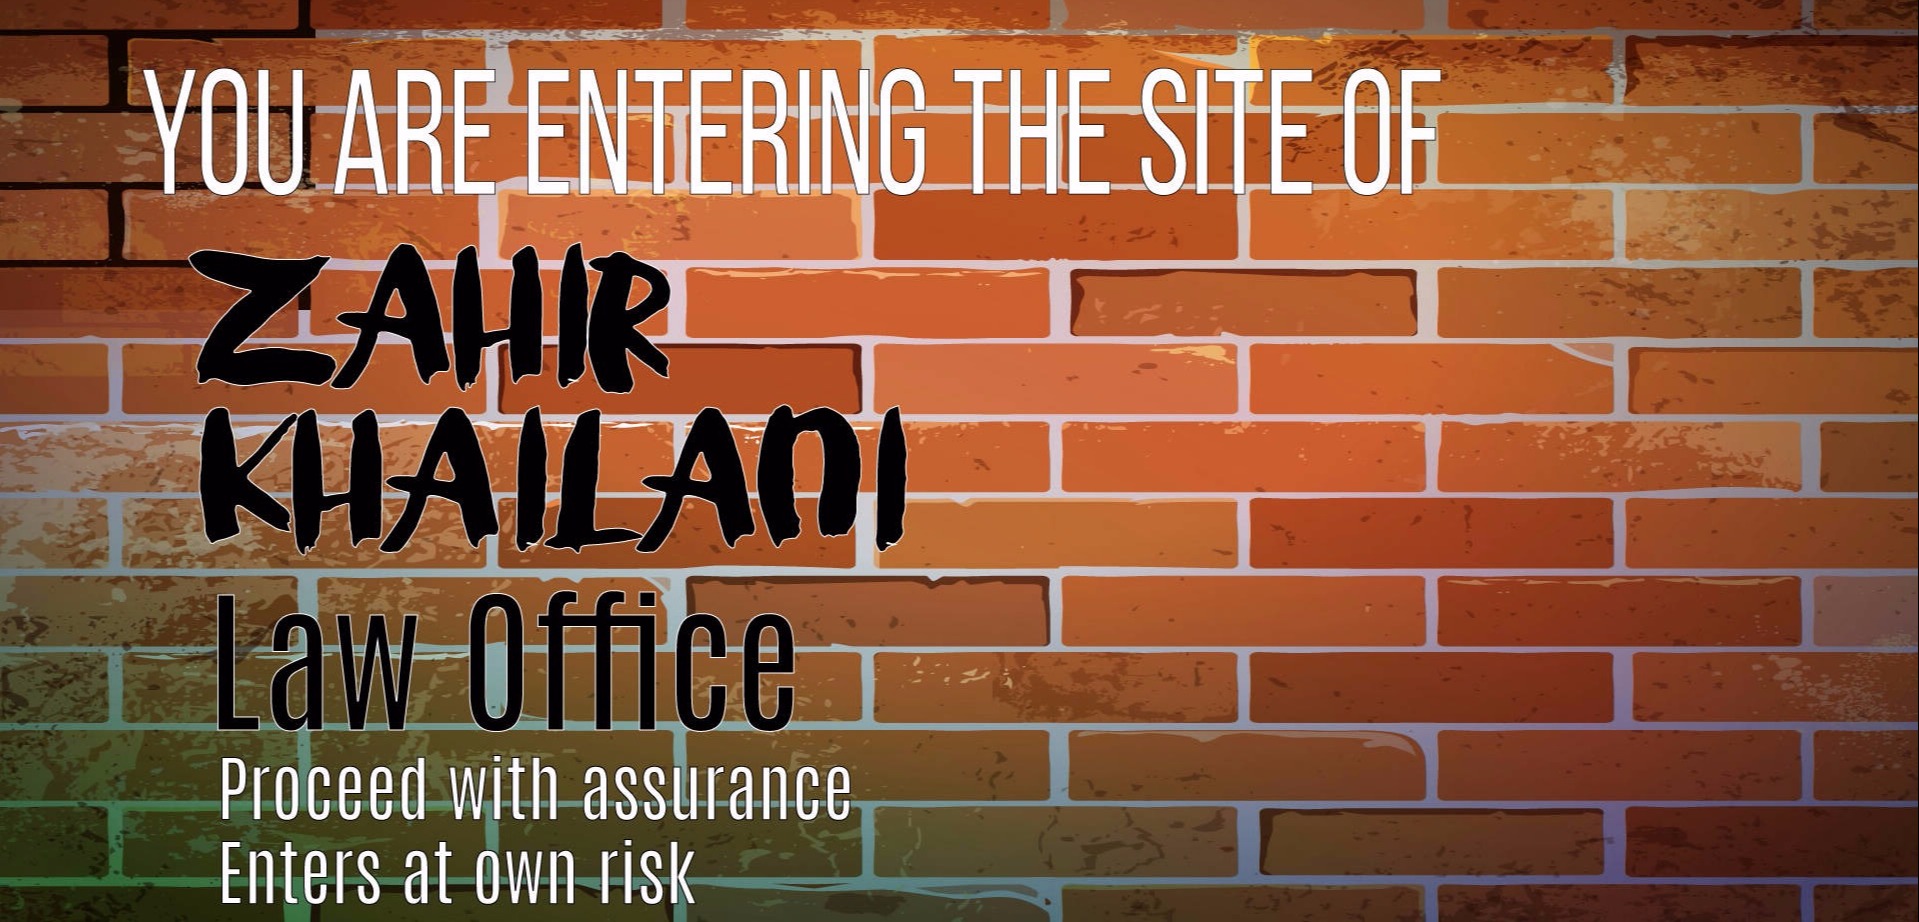 YOU ARE ENTERING THE SITE OF
ZAHIR
KHAILANI
Law Office
Proceed with assurance
Enters at own risk